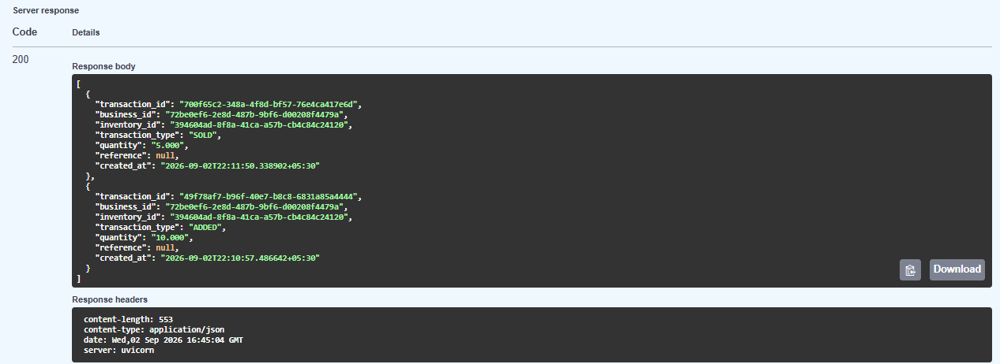 Server response
Code Details
200
Response body
[
  {
    "transaction_id": "700f65c2-348a-4f8d-bf57-76e4ca417e6d",
    "business_id": "72be0ef6-2e8d-487b-9bf6-d00208f4479a",
    "inventory_id": "394604ad-8f8a-41ca-a57b-cb4c84c24120",
    "transaction_type": "SOLD",
    "quantity": "5.000",
    "reference": null,
    "created_at": "2026-09-02T22:11:50.338902+05:30"
  },
  {
    "transaction_id": "49f78af7-b96f-40e7-b8c8-6831a85a4444",
    "business_id": "72be0ef6-2e8d-487b-9bf6-d00208f4479a",
    "inventory_id": "394604ad-8f8a-41ca-a57b-cb4c84c24120",
    "transaction_type": "ADDED",
    "quantity": "10.000",
    "reference": null,
    "created_at": "2026-09-02T22:10:57.486642+05:30"
  }
]
Download
Response headers
content-length: 553
content-type: application/json
date: Wed,02 Sep 2026 16:45:04 GMT
server: uvicorn